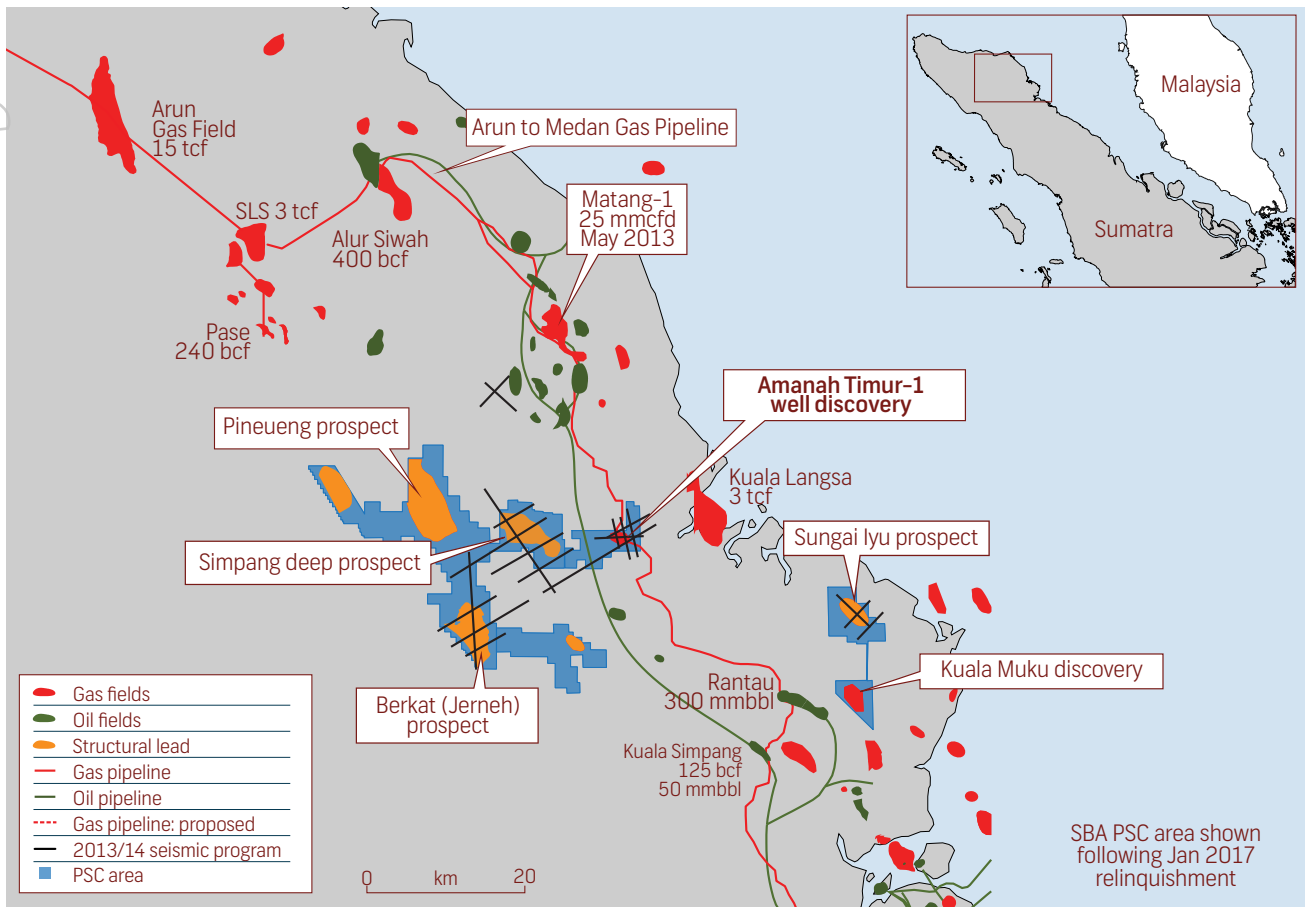 Arun
Gas Field
15 tcf
SLS 3 tcf
Alur Siwah
400 bcf
Pase
240 bcf
Arun to Medan Gas Pipeline
Matang-1
25 mmcfd
May 2013
Malaysia
Sumatra
Amanah Timur-1
well discovery
Pineueng prospect
Kuala Langsa
3 tcf
Simpang deep prospect
Sungai Iyu prospect
Kuala Muku discovery
Berkat (Jerneh)
prospect
Rantau
300 mmbbl
Kuala Simpang
125 bcf
50 mmbbl
Gas fields
Oil fields
Structural lead
Gas pipeline
Oil pipeline
Gas pipeline: proposed
2013/14 seismic program
PSC area
0 km 20
SBA PSC area shown
following Jan 2017
relinquishment